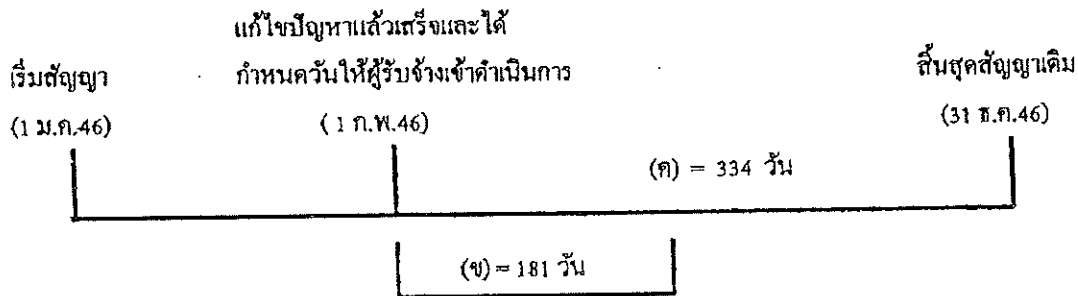 แก้ไขปัญหาแล้วเสร็จและได้
เริ่มสัญญา กำหนดวันให้ผู้รับจ้างเข้าดำเนินการ สิ้นสุดสัญญาเดิม
(1 ม.ค.46) ( 1 ก.พ.46) (31 ธ.ค.46)
(ค) = 334 วัน
(ข) = 181 วัน